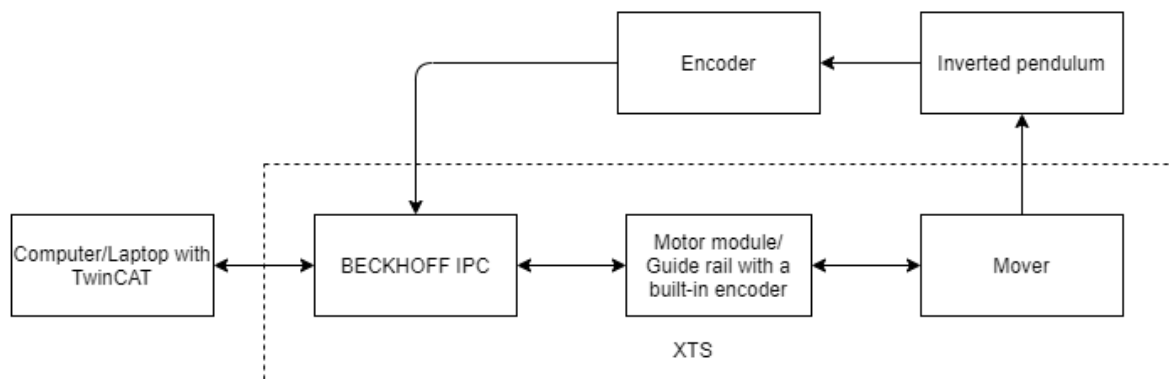 Encoder
Inverted pendulum
Computer/Laptop with
TwinCAT
BECKHOFF IPC
Motor module/
Guide rail with a
built-in encoder
Mover
XTS